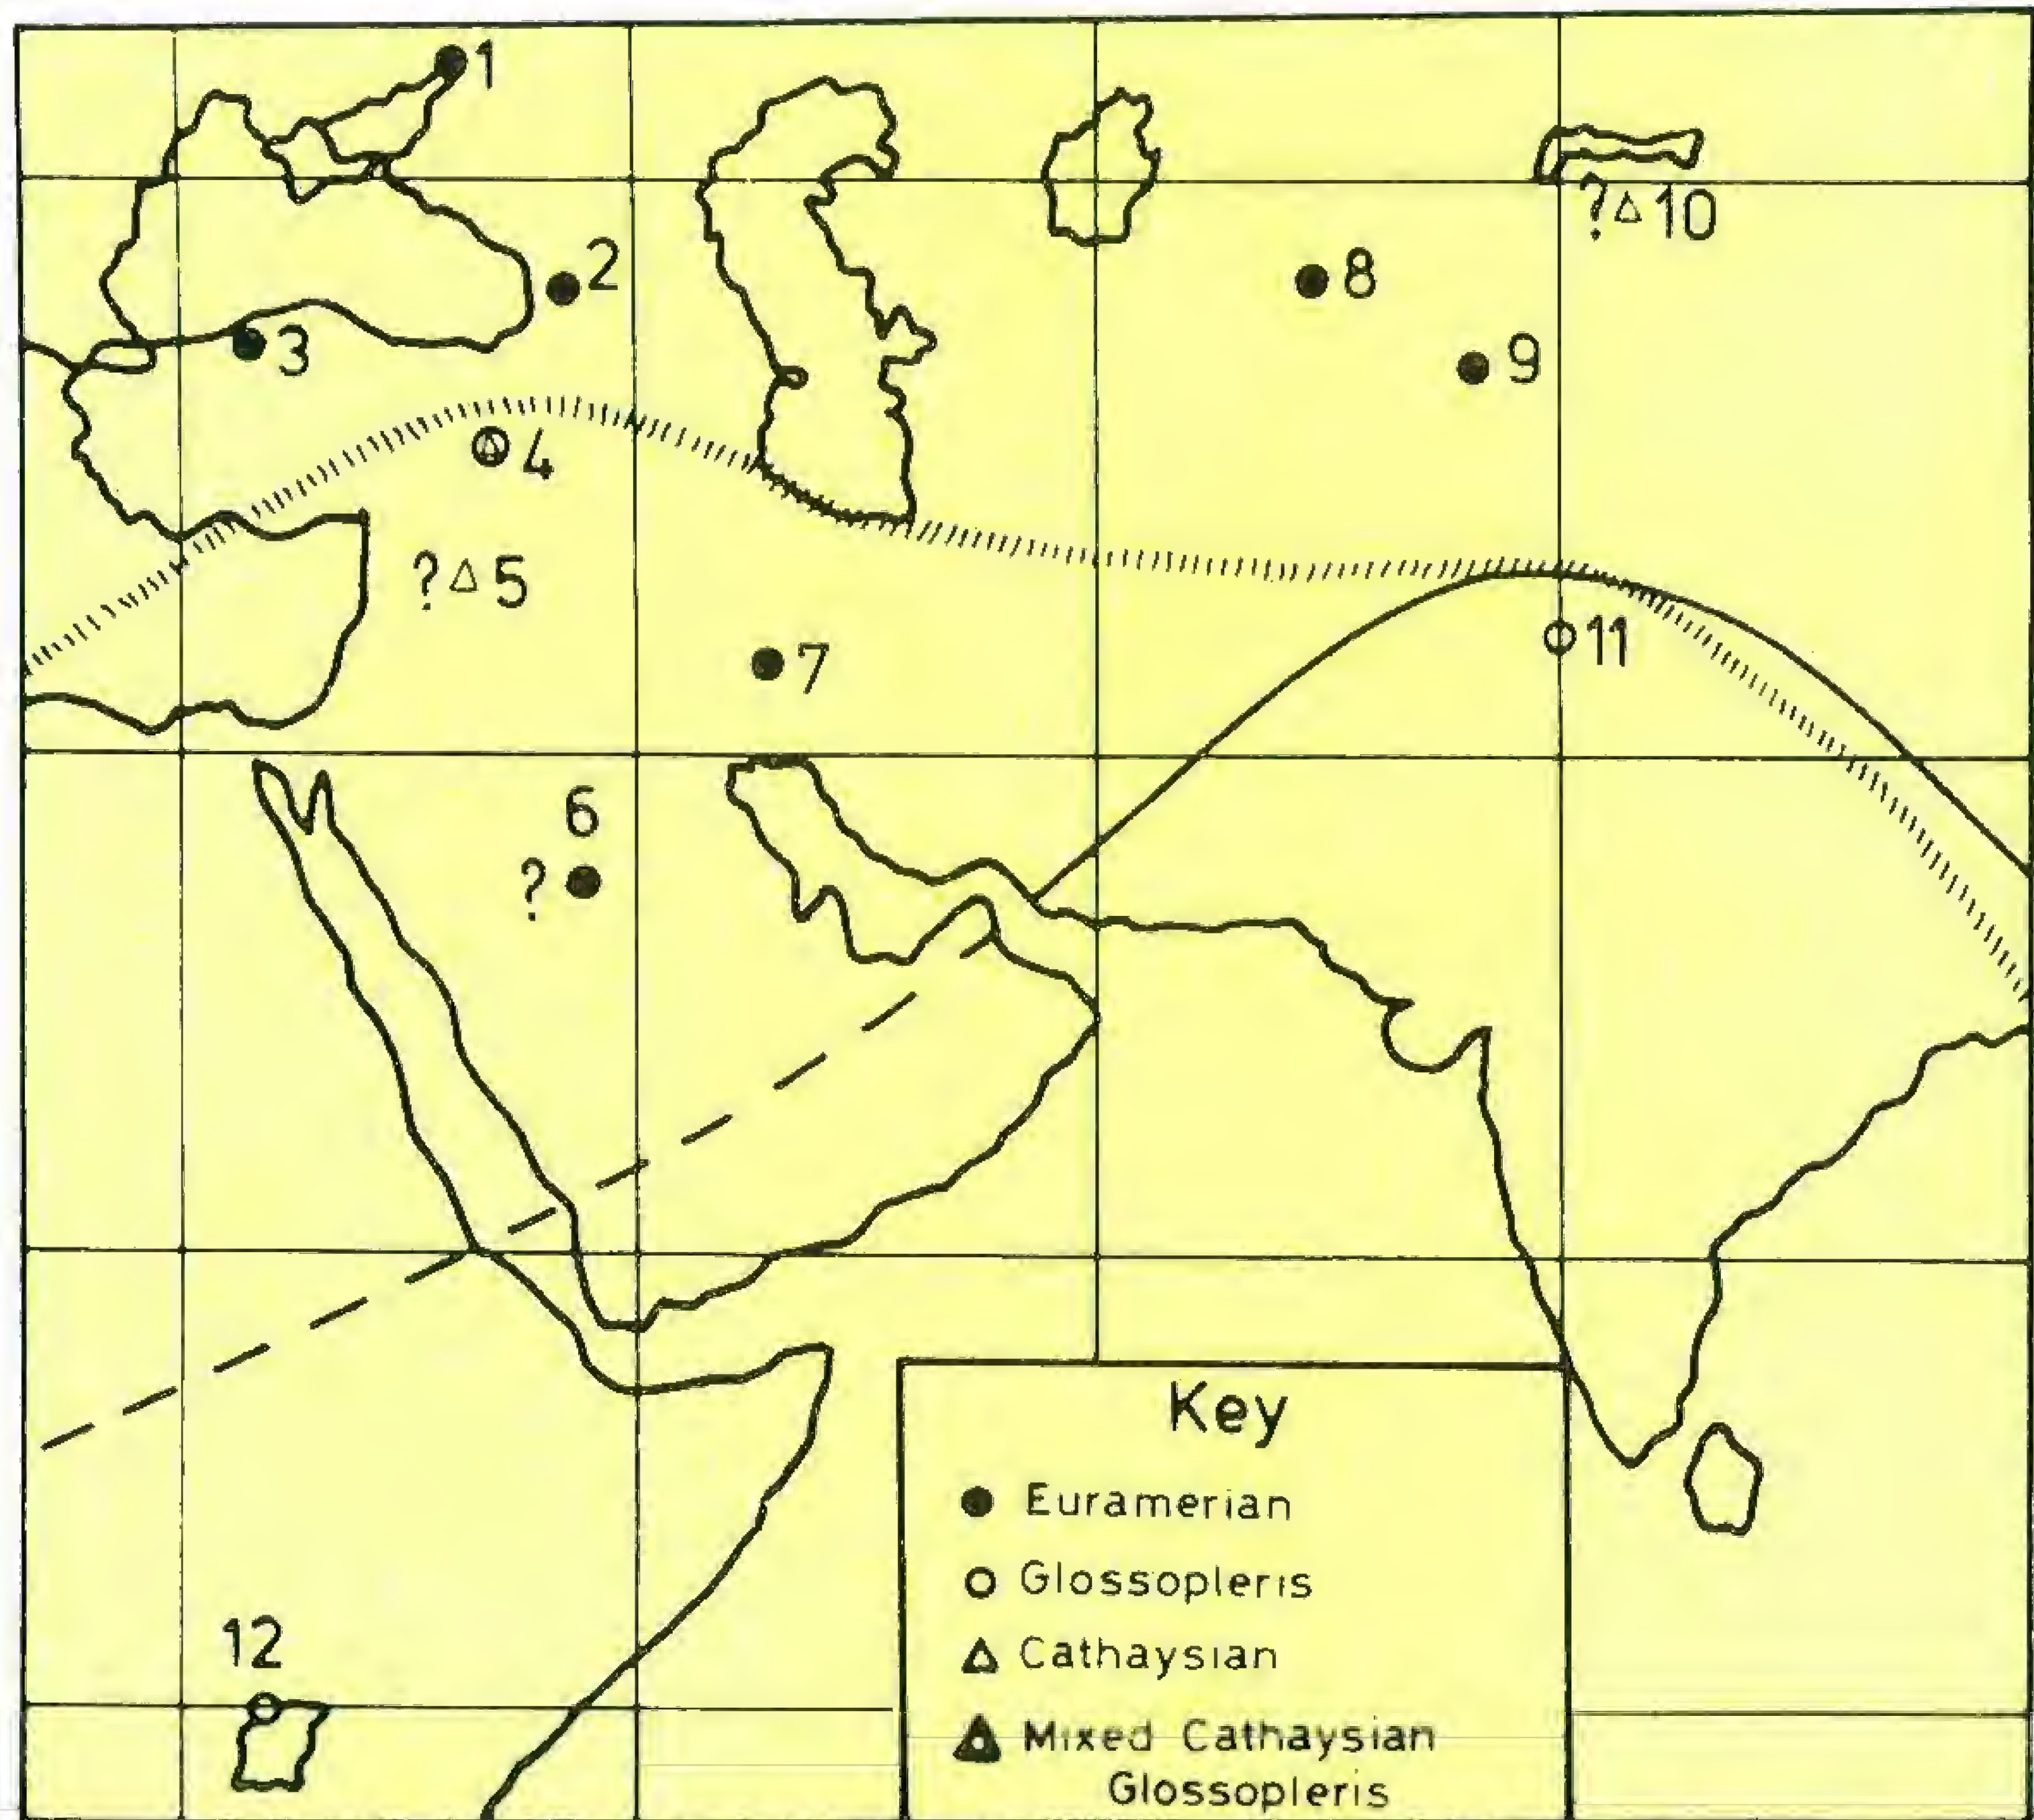 1
2
3
?4
? 5
6
?
7
8
9
? 10
11
12
Key
Euramerian
Glossopleris
Cathaysian
Mixed Cathaysian
Glossopleris